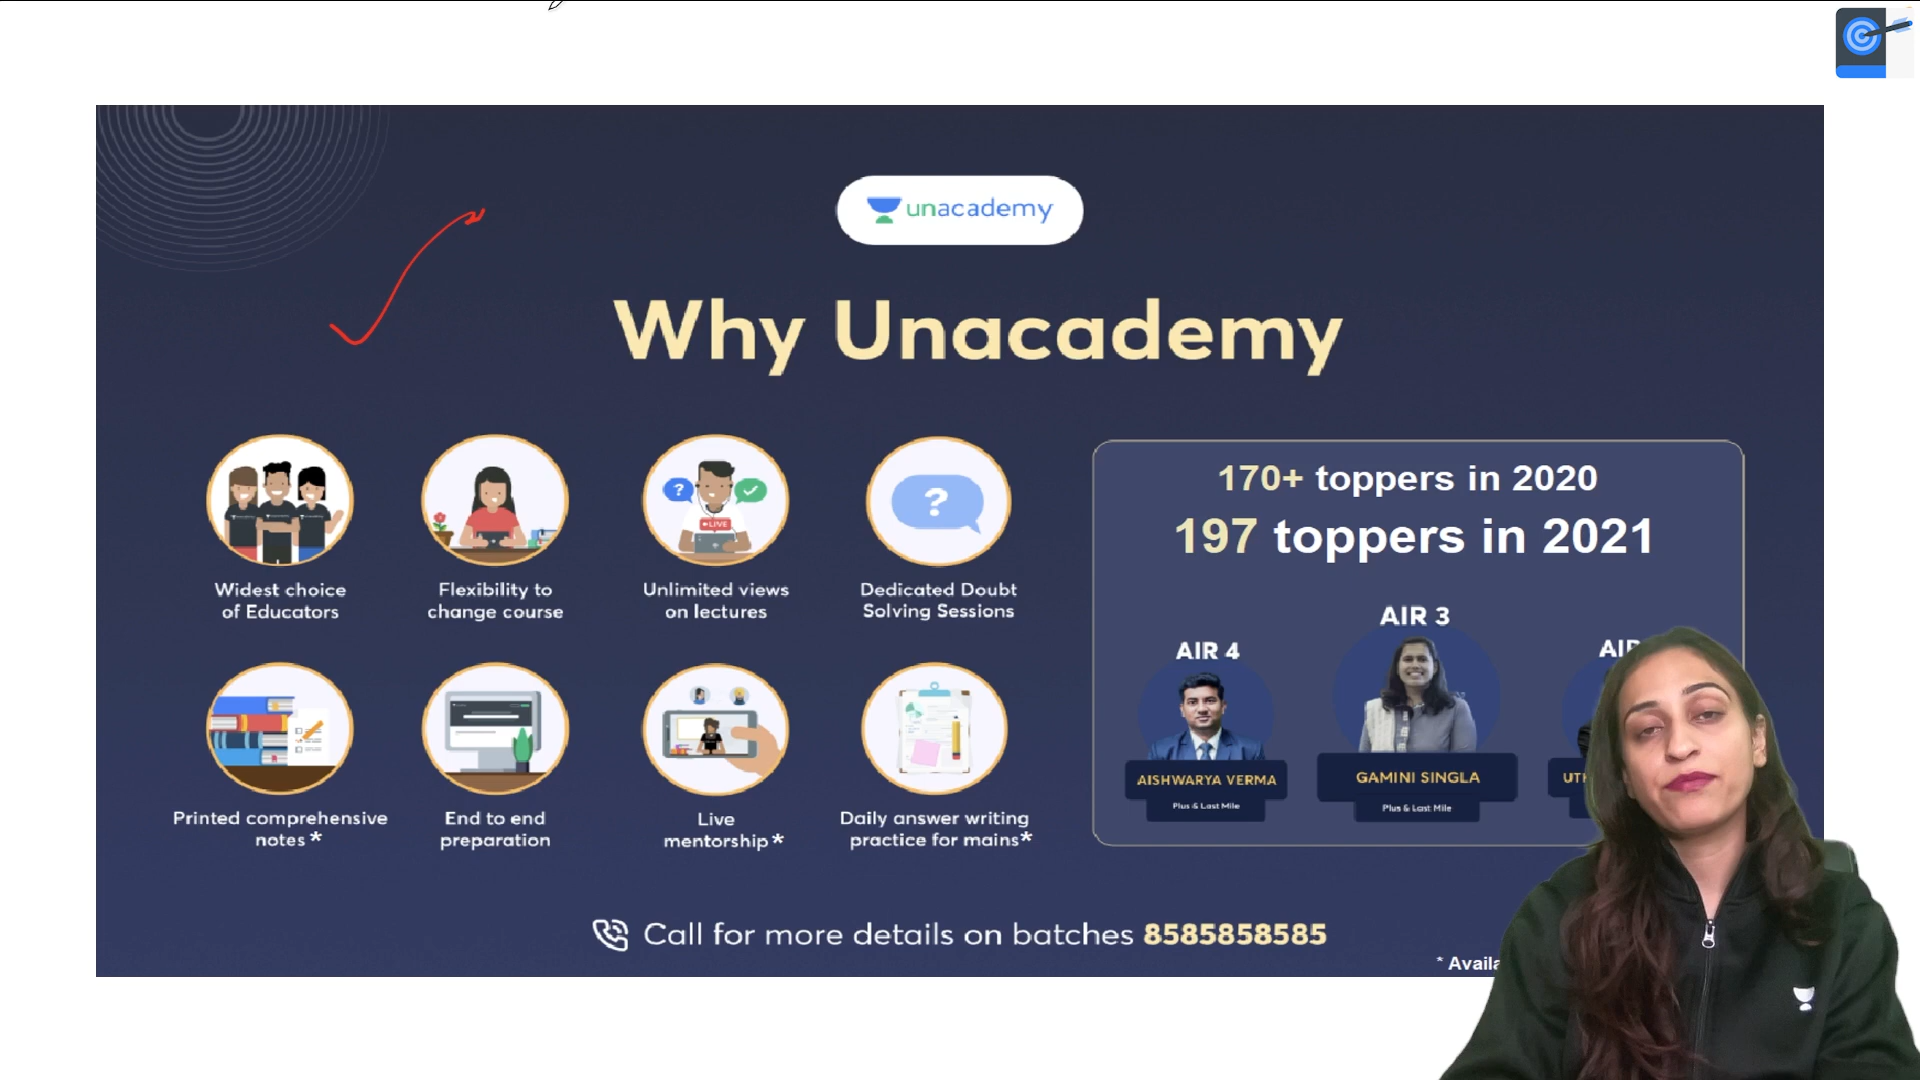 unacademy
Why Unacademy
?
LIVE
?
Widest choice
of Educators
Flexibility to
change course
Unlimited views
on lectures
Dedicated Doubt
Solving Sessions
Printed comprehensive
notes *
End to end
preparation
Live
mentorship *
Daily answer writing
practice for mains*
170+ toppers in 2020
197 toppers in 2021
AIR 4
AISHWARYA VERMA
Plus & Last Mile
AIR 3
GAMINI SINGLA
Plus & Last Mile
AIR
Call for more details on batches 8585858585